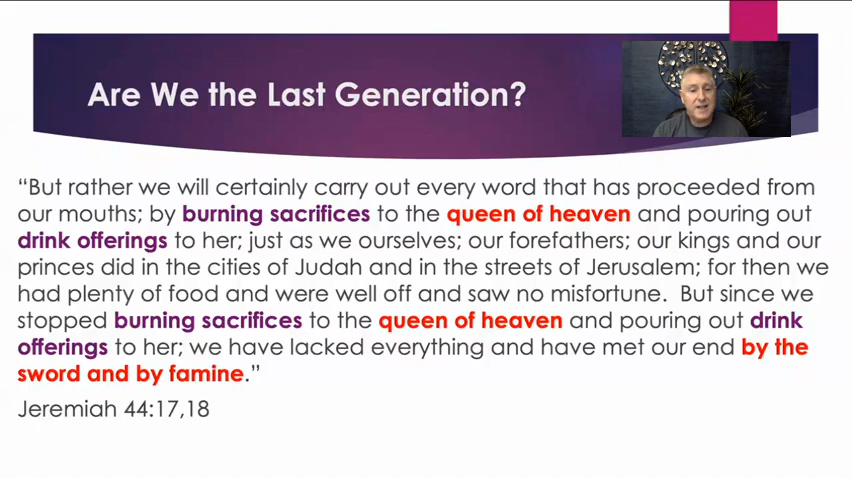 Are We the Last Generation?
“But rather we will certainly carry out every word that has proceeded from
our mouths; by burning sacrifices to the queen of heaven and pouring out
drink offerings to her; just as we ourselves; our forefathers; our kings and our
princes did in the cities of Judah and in the streets of Jerusalem; for then we
had plenty of food and were well off and saw no misfortune.  But since we
stopped burning sacrifices to the queen of heaven and pouring out drink
offerings to her; we have lacked everything and have met our end by the
sword and by famine.”
Jeremiah 44:17,18